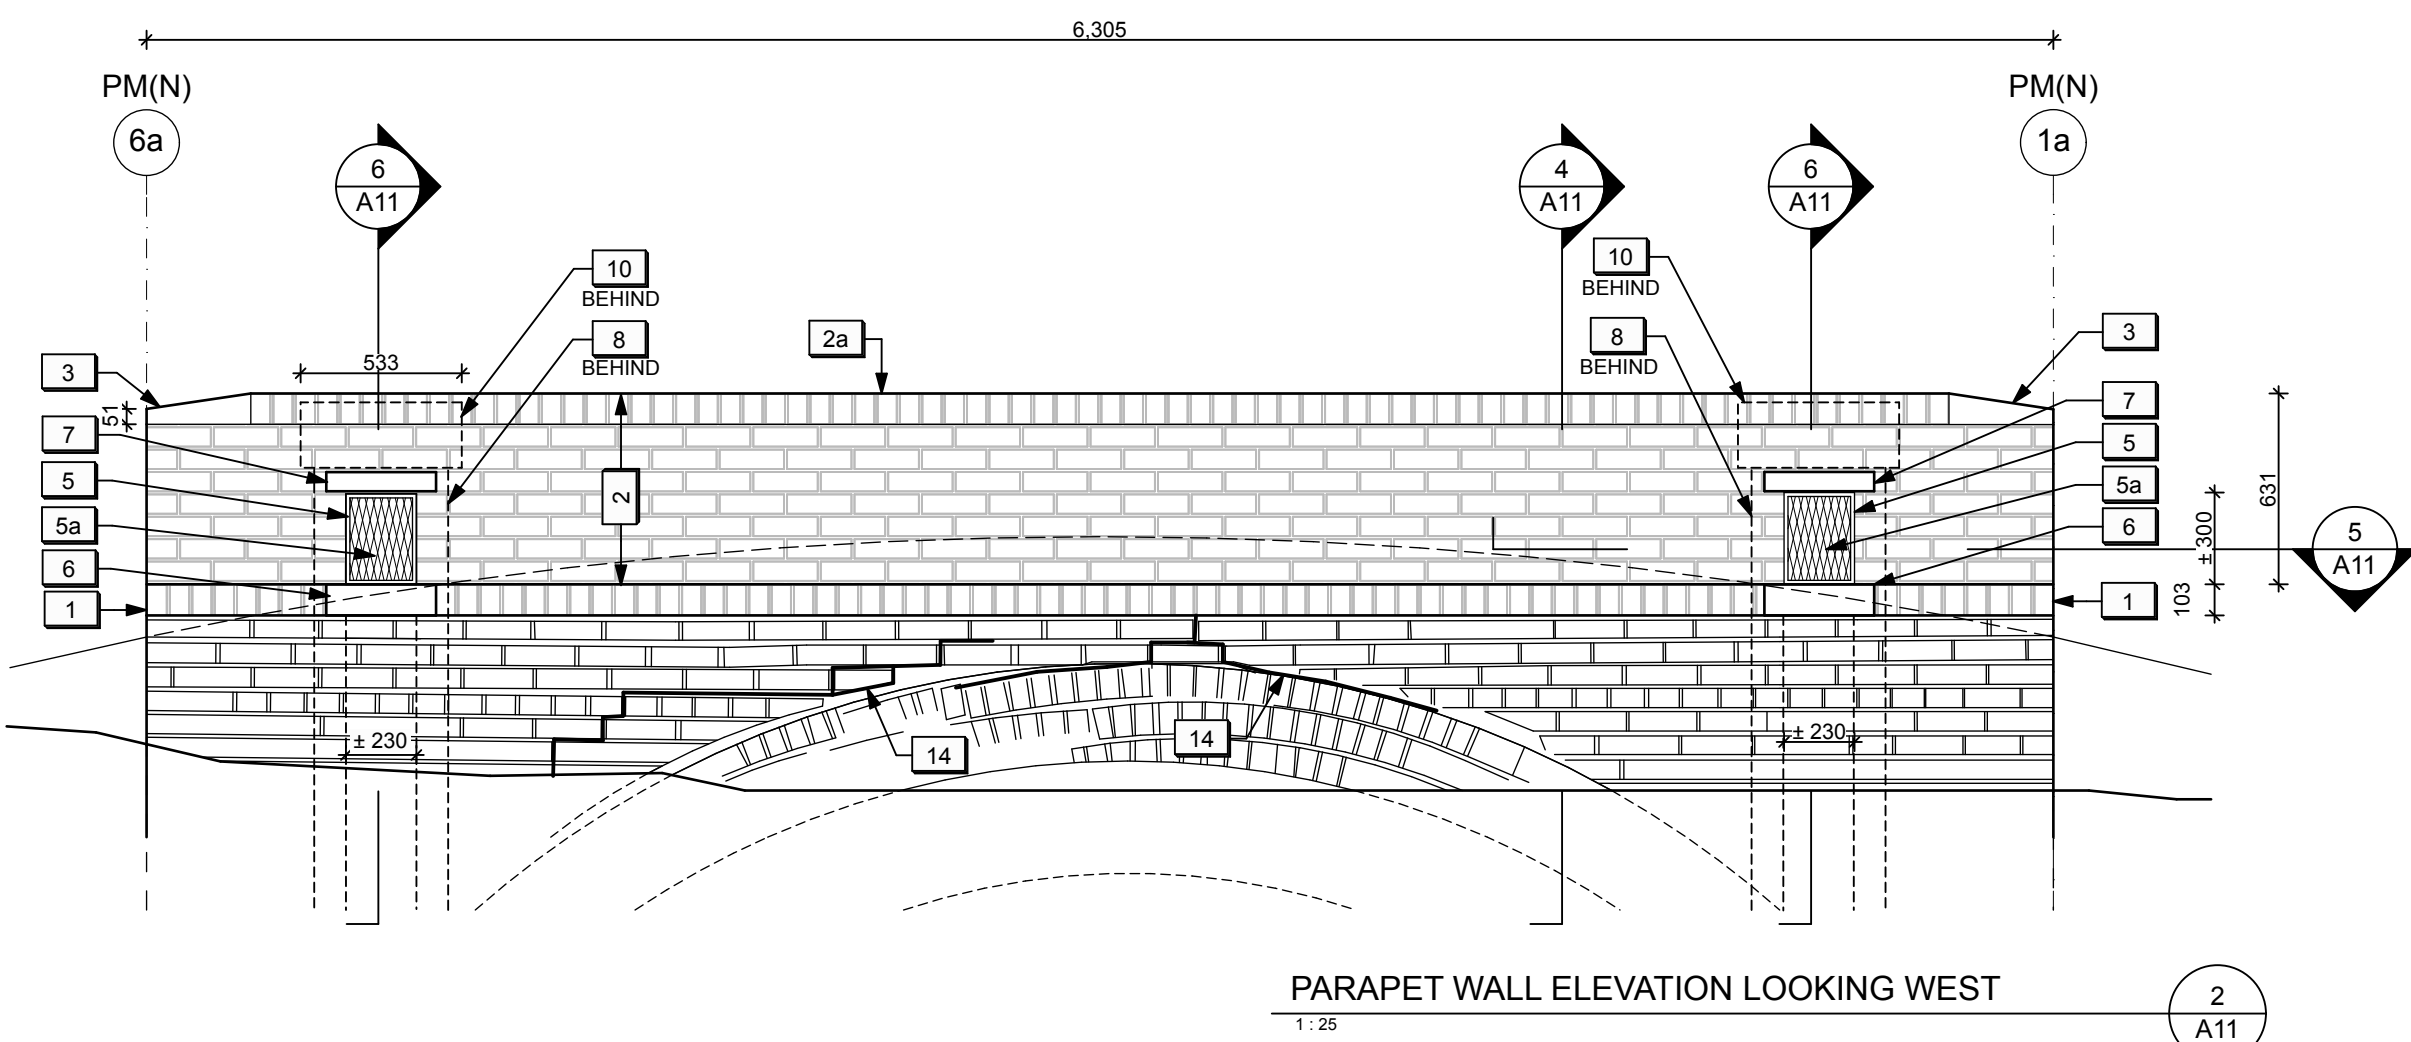 6,305
PM(N)
6a
PM(N)
1a
6
A11
4
A11
6
A11
10
BEHIND
8
BEHIND
10
BEHIND
8
BEHIND
2a
3
3
533
51
7
7
5
5
5a
5a
6
6
1
1
2
631
±300
103
5
A11
± 230
± 230
14
14
PARAPET WALL ELEVATION LOOKING WEST
1 : 25
2
A11